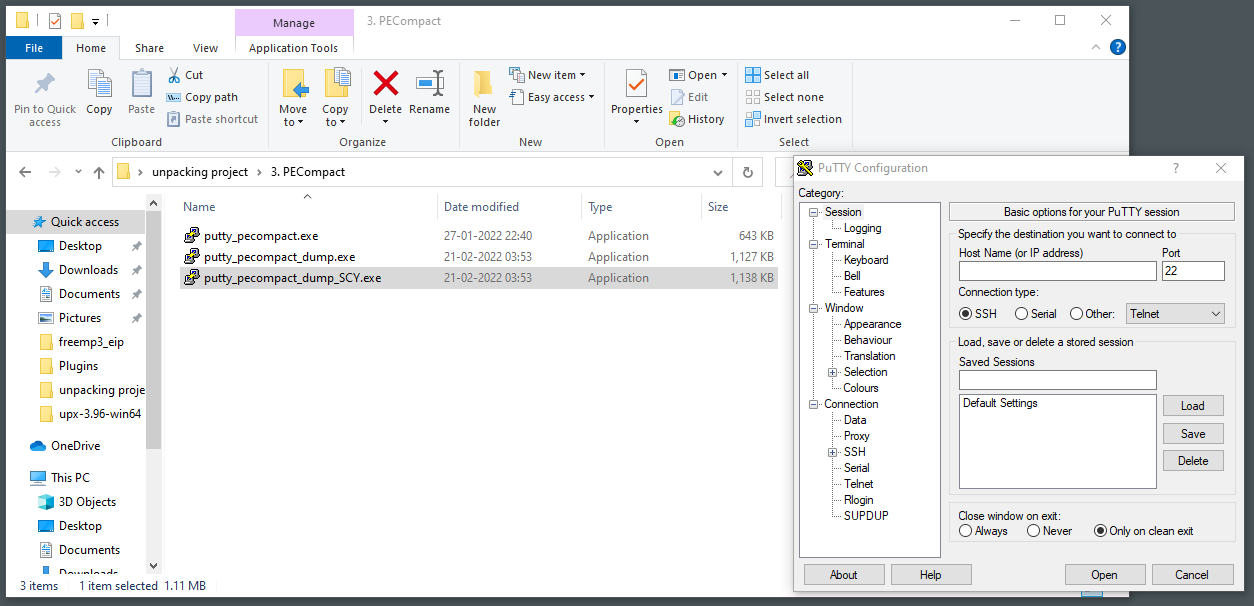 Manage
3. PECompact
File
Home
Share
View
Application Tools
Pin to Quick access
Copy
Paste
Cut
Copy path
Paste shortcut
Clipboard
Move to
Copy to
Delete
Rename
Organize
New folder
New item
Easy access
New
Properties
Open
Edit
History
Open
Select all
Select none
Invert selection
Select
unpacking project
3. PECompact
Quick access
Desktop
Downloads
Documents
Pictures
freemp3_eip
Plugins
unpacking proje
upx-3.96-win64
OneDrive
This PC
3D Objects
Desktop
Documents
Downloads
Name Date modified Type Size
putty_pecompact.exe 27-01-2022 22:40 Application 643 KB
putty_pecompact_dump.exe 21-02-2022 03:53 Application 1,127 KB
putty_pecompact_dump_SCY.exe 21-02-2022 03:53 Application 1,138 KB
3 items 1 item selected 1.11 MB
PuTTY Configuration
?
Category:
Session
Logging
Terminal
Keyboard
Bell
Features
Window
Appearance
Behaviour
Translation
Selection
Colours
Connection
Data
Proxy
SSH
Serial
Telnet
Rlogin
SUPDUP
Basic options for your PuTTY session
Specify the destination you want to connect to
Host Name (or IP address) Port
22
Connection type:
SSH Serial Other: Telnet
Load, save or delete a stored session
Saved Sessions
Default Settings
Load
Save
Delete
Close window on exit:
Always Never Only on clean exit
About Help Open Cancel